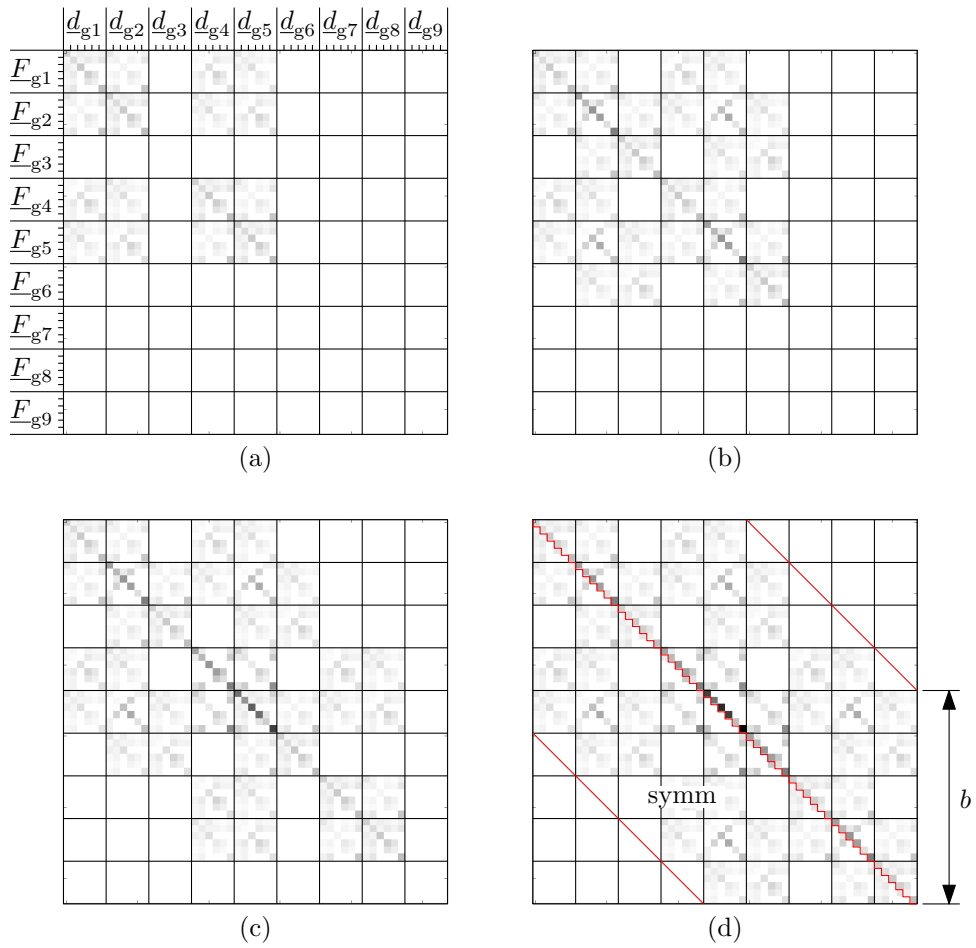 d_g1 d_g2 d_g3 d_g4 d_g5 d_g6 d_g7 d_g8 d_g9
F_g1
F_g2
F_g3
F_g4
F_g5
F_g6
F_g7
F_g8
F_g9
(a) (b)
symm
b
(c) (d)